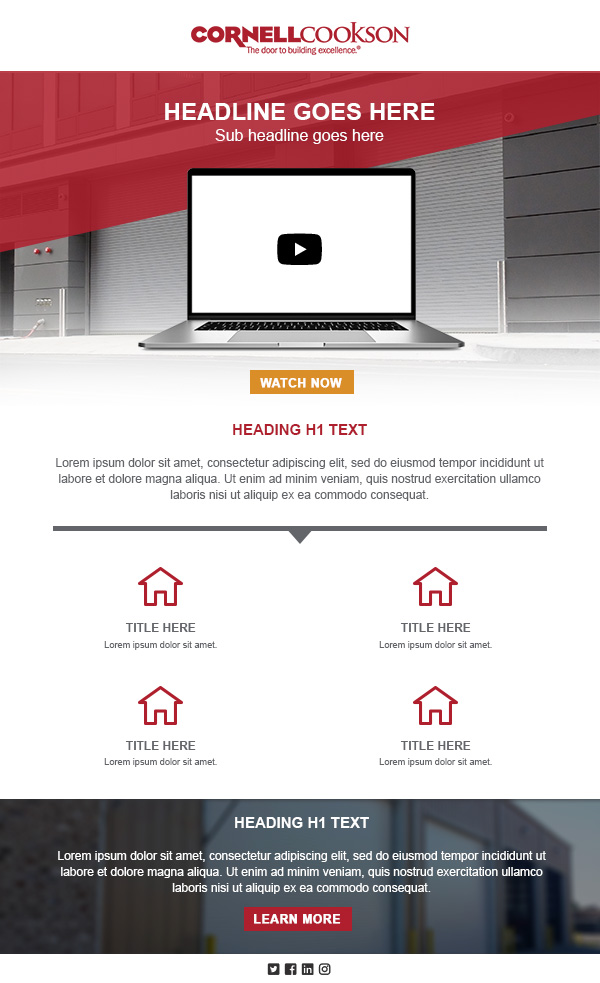 CORNELLCOOKSON
The door to building excellence.®
HEADLINE GOES HERE
Sub headline goes here
WATCH NOW
HEADING H1 TEXT
Lorem ipsum dolor sit amet, consectetur adipiscing elit, sed do eiusmod tempor incididunt ut
labore et dolore magna aliqua. Ut enim ad minim veniam, quis nostrud exercitation ullamco
laboris nisi ut aliquip ex ea commodo consequat.
TITLE HERE
Lorem ipsum dolor sit amet.
TITLE HERE
Lorem ipsum dolor sit amet.
TITLE HERE
Lorem ipsum dolor sit amet.
TITLE HERE
Lorem ipsum dolor sit amet.
HEADING H1 TEXT
Lorem ipsum dolor sit amet, consectetur adipiscing elit, sed do eiusmod tempor incididunt ut
labore et dolore magna aliqua. Ut enim ad minim veniam, quis nostrud exercitation ullamco
laboris nisi ut aliquip ex ea commodo consequat.
LEARN MORE